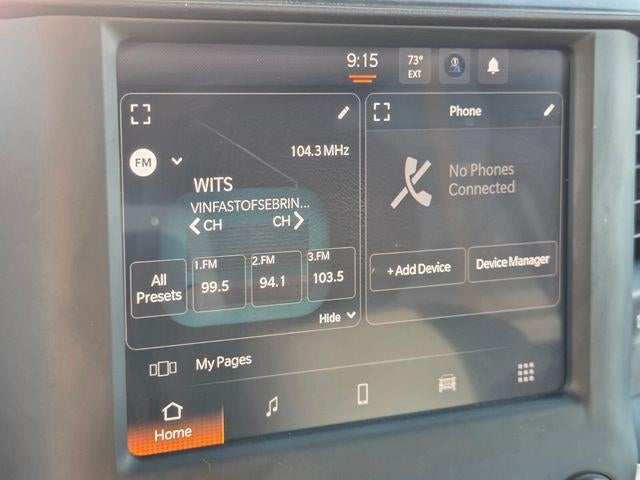 9:15
73°
EXT
FM
104.3 MHz
WITS
VINFASTOFSEBRIN...
CH
CH
All
Presets
1.FM
99.5
2.FM
94.1
3.FM
103.5
Hide
Phone
No Phones
Connected
+ Add Device
Device Manager
My Pages
Home